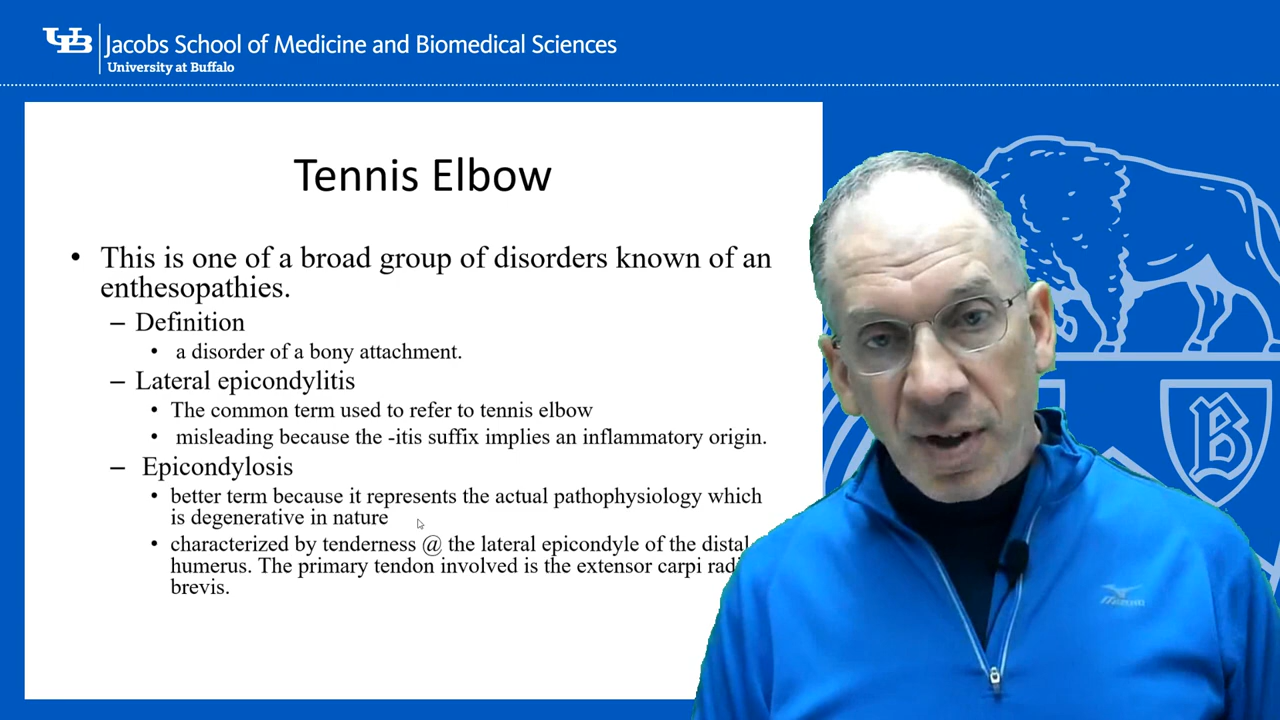 UB Jacobs School of Medicine and Biomedical Sciences
University at Buffalo
Tennis Elbow
• This is one of a broad group of disorders known of an
enthesopathies.
– Definition
• a disorder of a bony attachment.
– Lateral epicondylitis
• The common term used to refer to tennis elbow
• misleading because the -itis suffix implies an inflammatory origin.
– Epicondylosis
• better term because it represents the actual pathophysiology which
is degenerative in nature
• characterized by tenderness @ the lateral epicondyle of the distal
humerus. The primary tendon involved is the extensor carpi
brevis.
B
MIZUNO